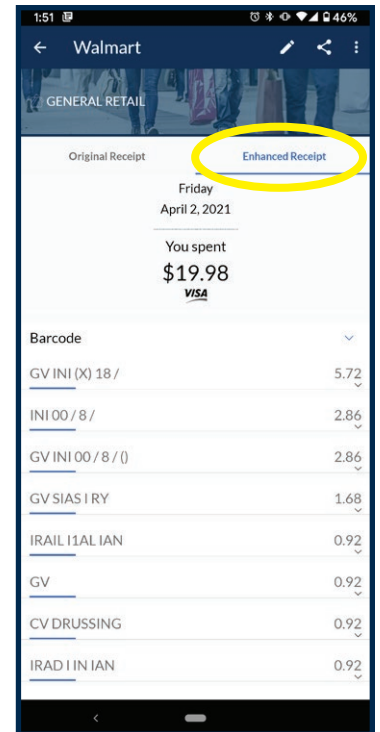 1:51 46%
Walmart
GENERAL RETAIL
Original Receipt Enhanced Receipt
Friday
April 2, 2021
You spent
$19.98
VISA
Barcode
GV INI (X) 18 / 5.72
INI 00 / 8 / 2.86
GV INI 00 / 8 / () 2.86
GV SIAS I RY 1.68
IRAIL I1AL IAN 0.92
GV 0.92
CV DRUSSING 0.92
IRAD I IN IAN 0.92